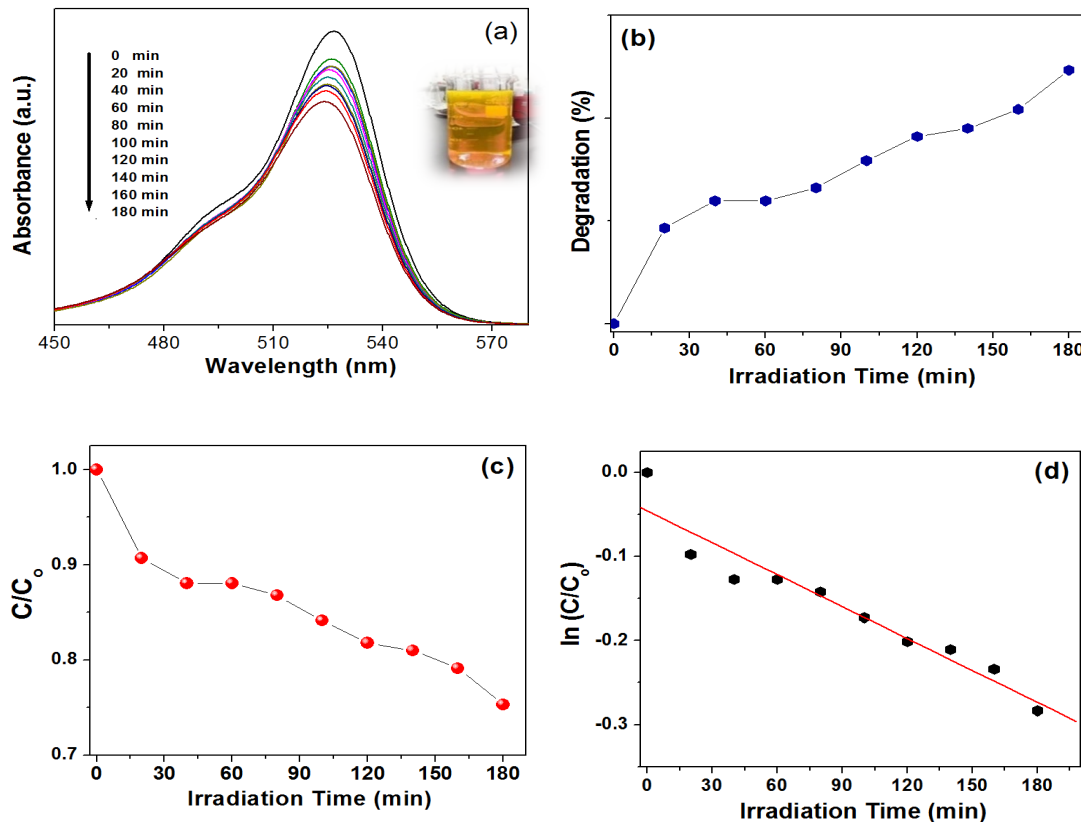 (a)
Absorbance (a.u.)
0 min
20 min
40 min
60 min
80 min
100 min
120 min
140 min
160 min
180 min
450 480 510 540 570
Wavelength (nm)
(b)
Degradation (%)
0 30 60 90 120 150 180
Irradiation Time (min)
(c)
C/Co
1.0
0.9
0.8
0.7
0 30 60 90 120 150 180
Irradiation Time (min)
(d)
ln (C/Co)
0.0
-0.1
-0.2
-0.3
0 30 60 90 120 150 180
Irradiation Time (min)